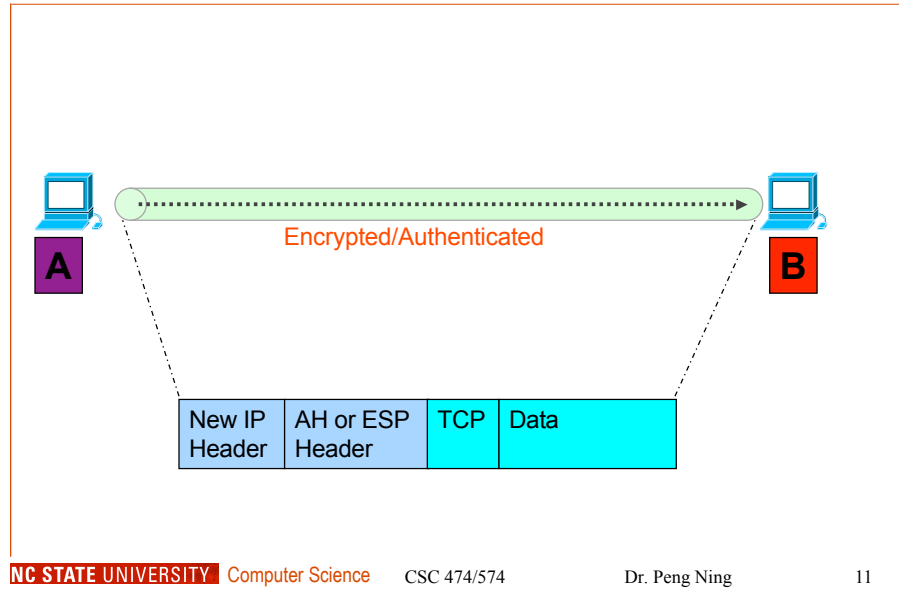 Encrypted/Authenticated
A
B
New IP Header
AH or ESP Header
TCP
Data
NC STATE UNIVERSITY Computer Science CSC 474/574 Dr. Peng Ning 11